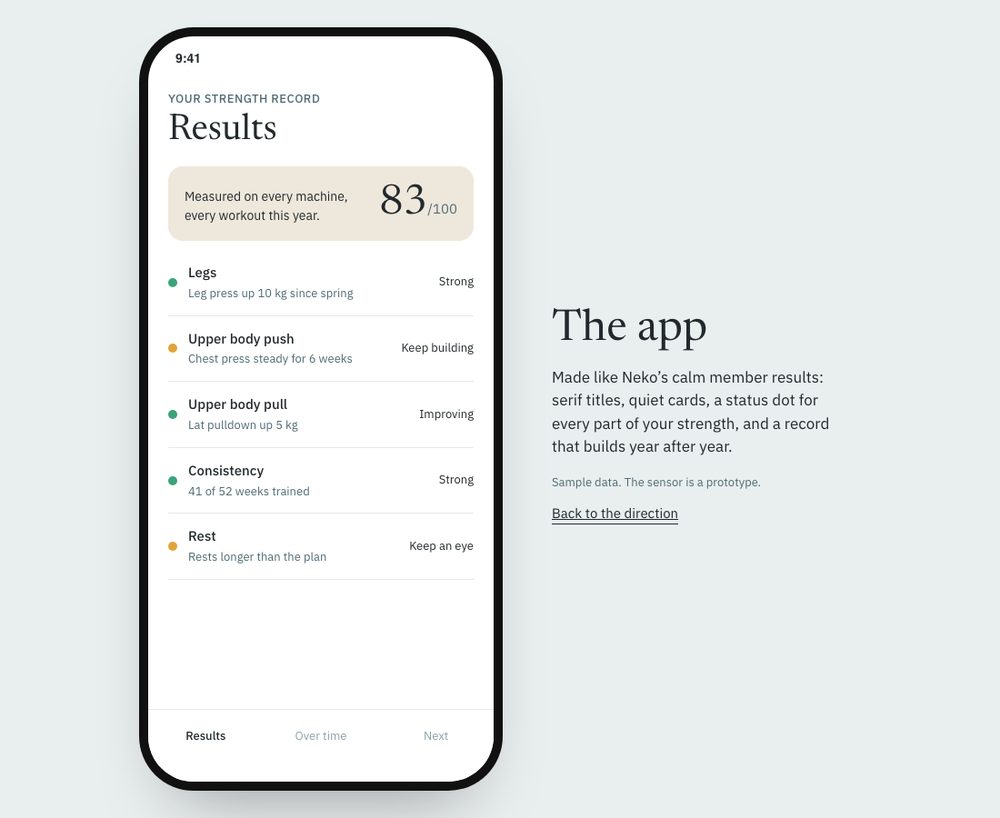 9:41
YOUR STRENGTH RECORD
Results
Measured on every machine,
every workout this year.
83/100
Legs
Leg press up 10 kg since spring
Strong
Upper body push
Chest press steady for 6 weeks
Keep building
Upper body pull
Lat pulldown up 5 kg
Improving
Consistency
41 of 52 weeks trained
Strong
Rest
Rests longer than the plan
Keep an eye
Results
Over time
Next
The app
Made like Neko’s calm member results:
serif titles, quiet cards, a status dot for
every part of your strength, and a record
that builds year after year.
Sample data. The sensor is a prototype.
Back to the direction